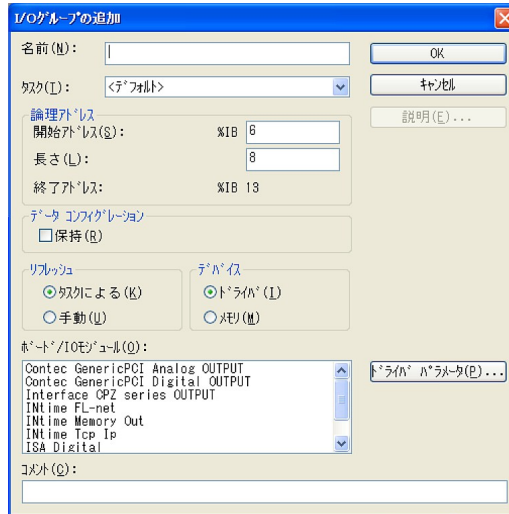 I/Oｸﾞﾙｰﾌﾟの追加
名前(N):
OK
ﾀｽｸ(T): <ﾃﾞﾌｫﾙﾄ>
ｷｬﾝｾﾙ
説明(E)...
論理ｱﾄﾞﾚｽ
開始ｱﾄﾞﾚｽ(S): %IB 6
長さ(L): 8
終了ｱﾄﾞﾚｽ: %IB 13
ﾃﾞｰﾀ ｺﾝﾌｨｸﾞﾚｰｼｮﾝ
保持(R)
ﾘﾌﾚｯｼｭ
ﾀｽｸによる(K)
手動(U)
ﾃﾞﾊﾞｲｽ
ﾄﾞﾗｲﾊﾞ(I)
ﾒﾓﾘ(M)
ﾎﾞｰﾄﾞ/IOﾓｼﾞｭｰﾙ(O):
Contec GenericPCI Analog OUTPUT
Contec GenericPCI Digital OUTPUT
Interface CPZ series OUTPUT
INtime FL-net
INtime Memory Out
INtime Tcp Ip
ISA Digital
ﾄﾞﾗｲﾊﾞ ﾊﾟﾗﾒｰﾀ(P)...
ｺﾒﾝﾄ(C):